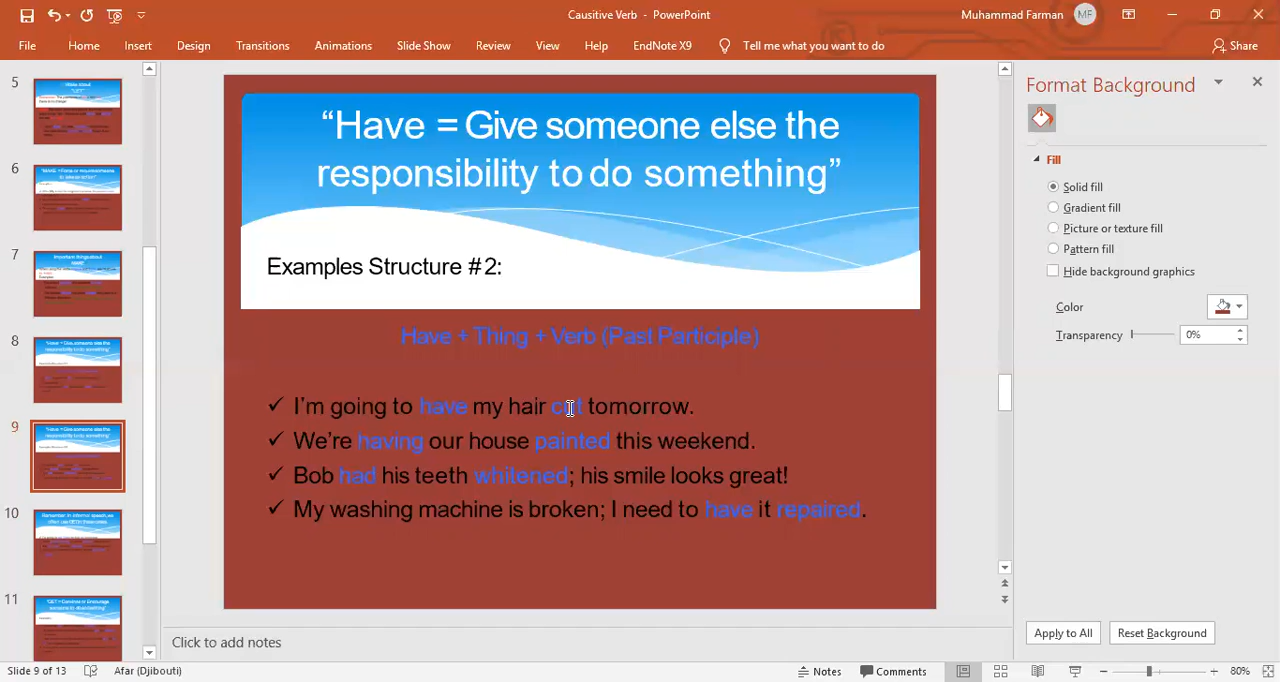 Causitive Verb - PowerPoint
Muhammad Farman
MF
File Home Insert Design Transitions Animations Slide Show Review View Help EndNote X9 Tell me what you want to do Share
5
6
7
8
9
10
11
“Have = Give someone else the
responsibility to do something”
Examples Structure #2:
Have + Thing + Verb (Past Participle)
✓ I’m going to have my hair cut tomorrow.
✓ We’re having our house painted this weekend.
✓ Bob had his teeth whitened; his smile looks great!
✓ My washing machine is broken; I need to have it repaired.
Click to add notes
Format Background
Fill
Solid fill
Gradient fill
Picture or texture fill
Pattern fill
Hide background graphics
Color
Transparency 0%
Apply to All Reset Background
Slide 9 of 13 Afar (Djibouti) Notes Comments 80%